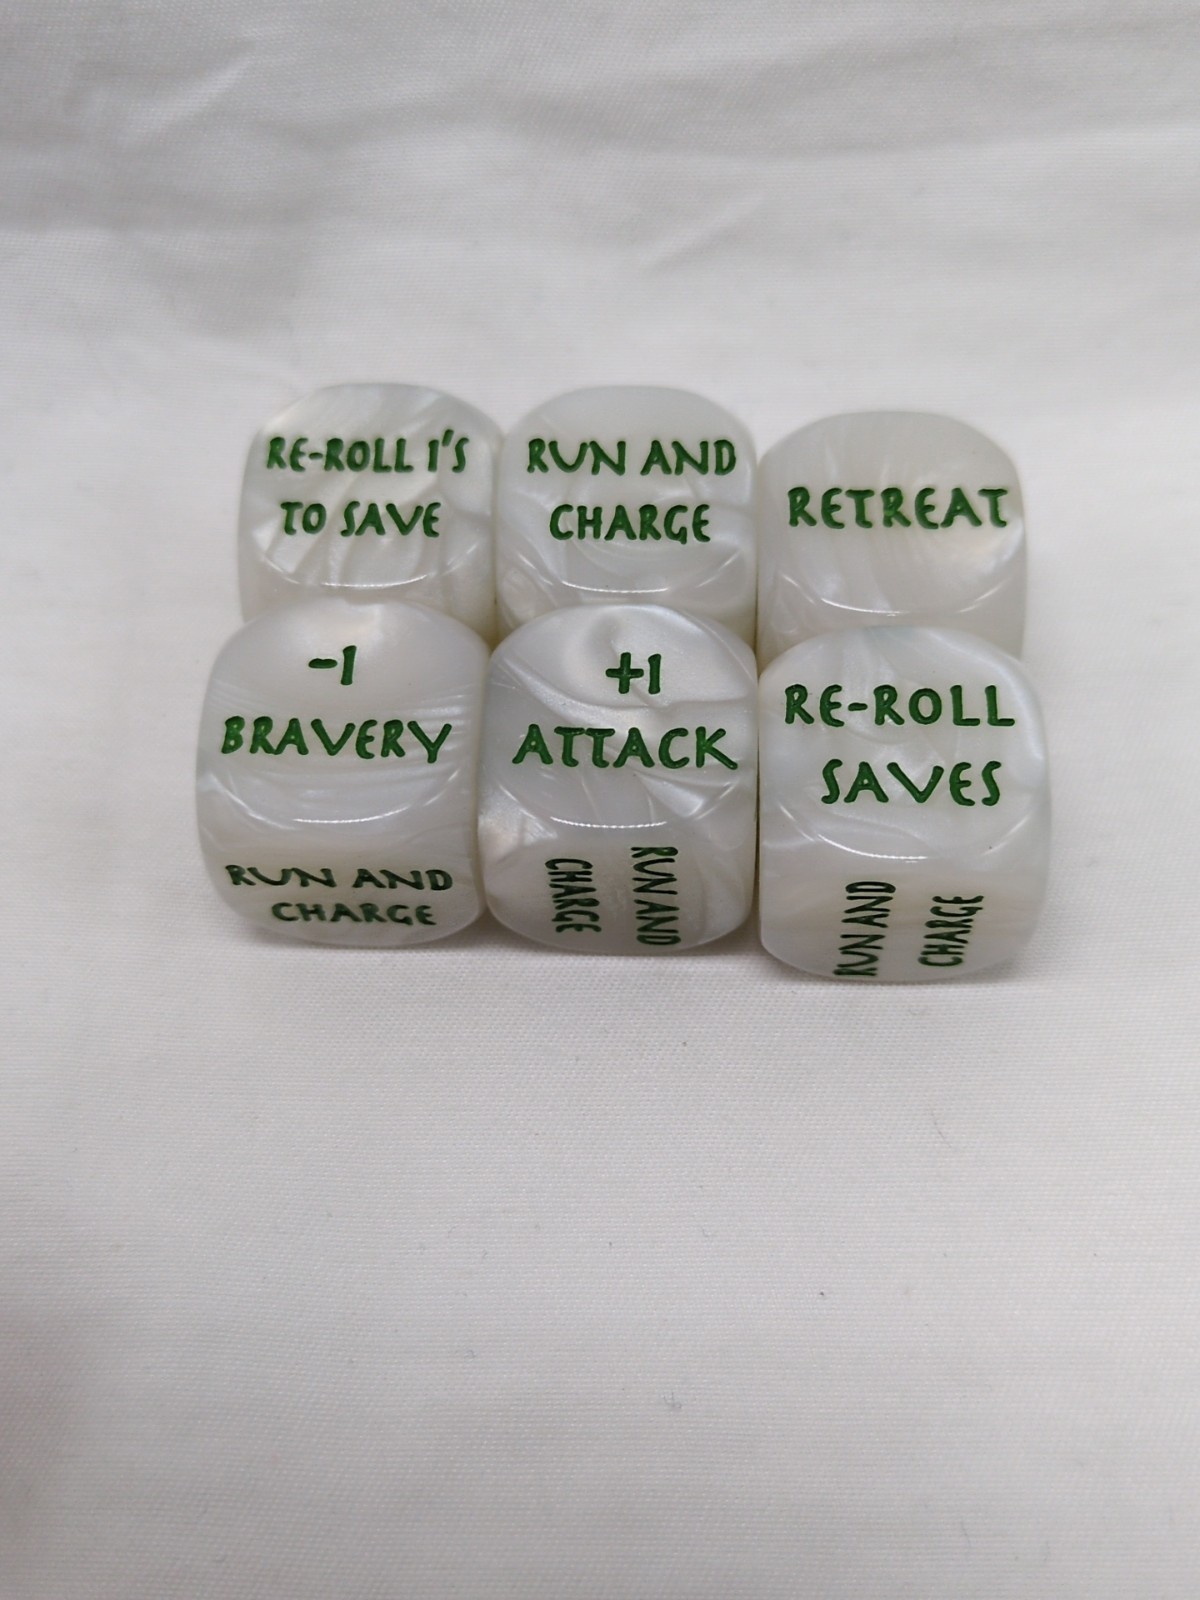 RE-ROLL 1'S
TO SAVE
RUN AND
CHARGE
RETREAT
-1
BRAVERY
RUN AND
CHARGE
+1
ATTACK
RUN AND
CHARGE
RE-ROLL
SAVES
RUN AND
CHARGE